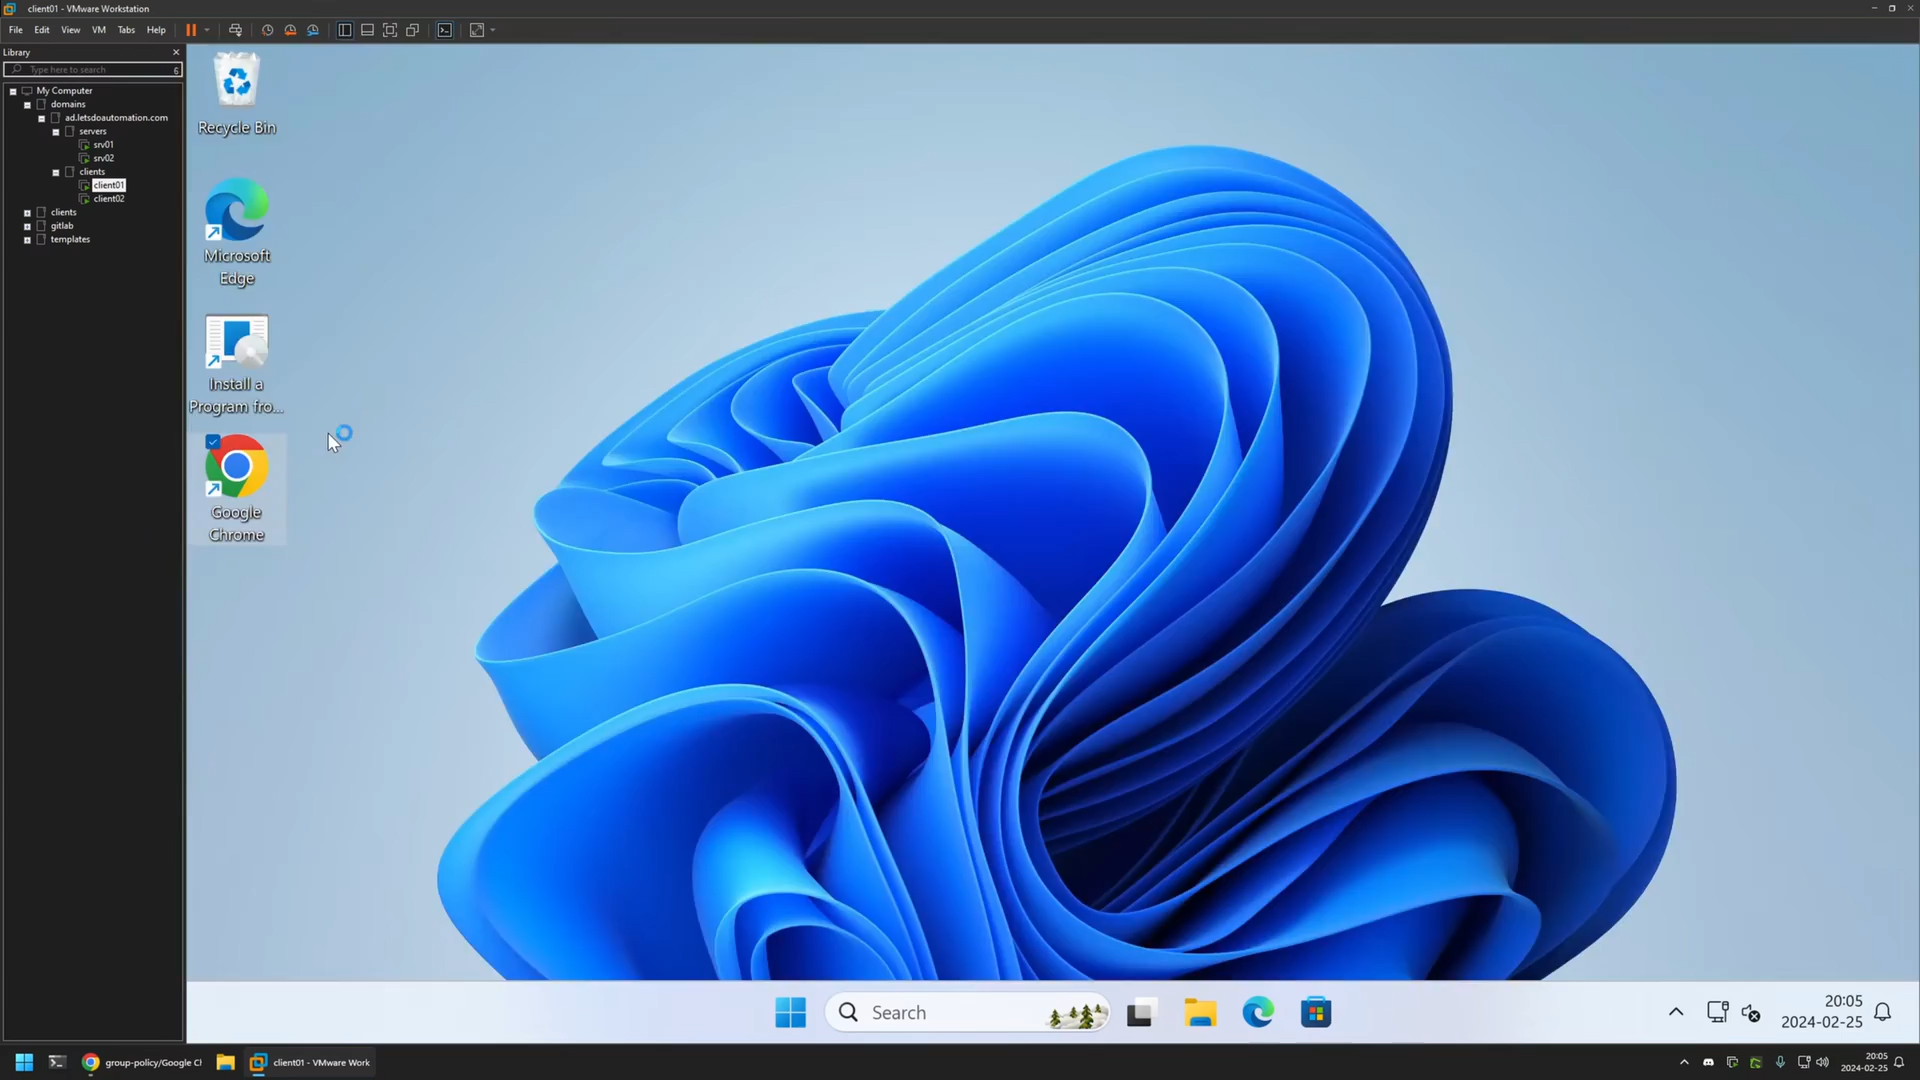 client01 - VMware Workstation
File Edit View VM Tabs Help
Library
Type here to search
My Computer
domains
ad.letsdoautomation.com
servers
srv01
srv02
clients
client01
client02
clients
gitlab
templates
Recycle Bin
Microsoft
Edge
Install a
Program fro...
Google
Chrome
Search
20:05
2024-02-25
group-policy/Google Cl
client01 - VMware Work
20:05
2024-02-25